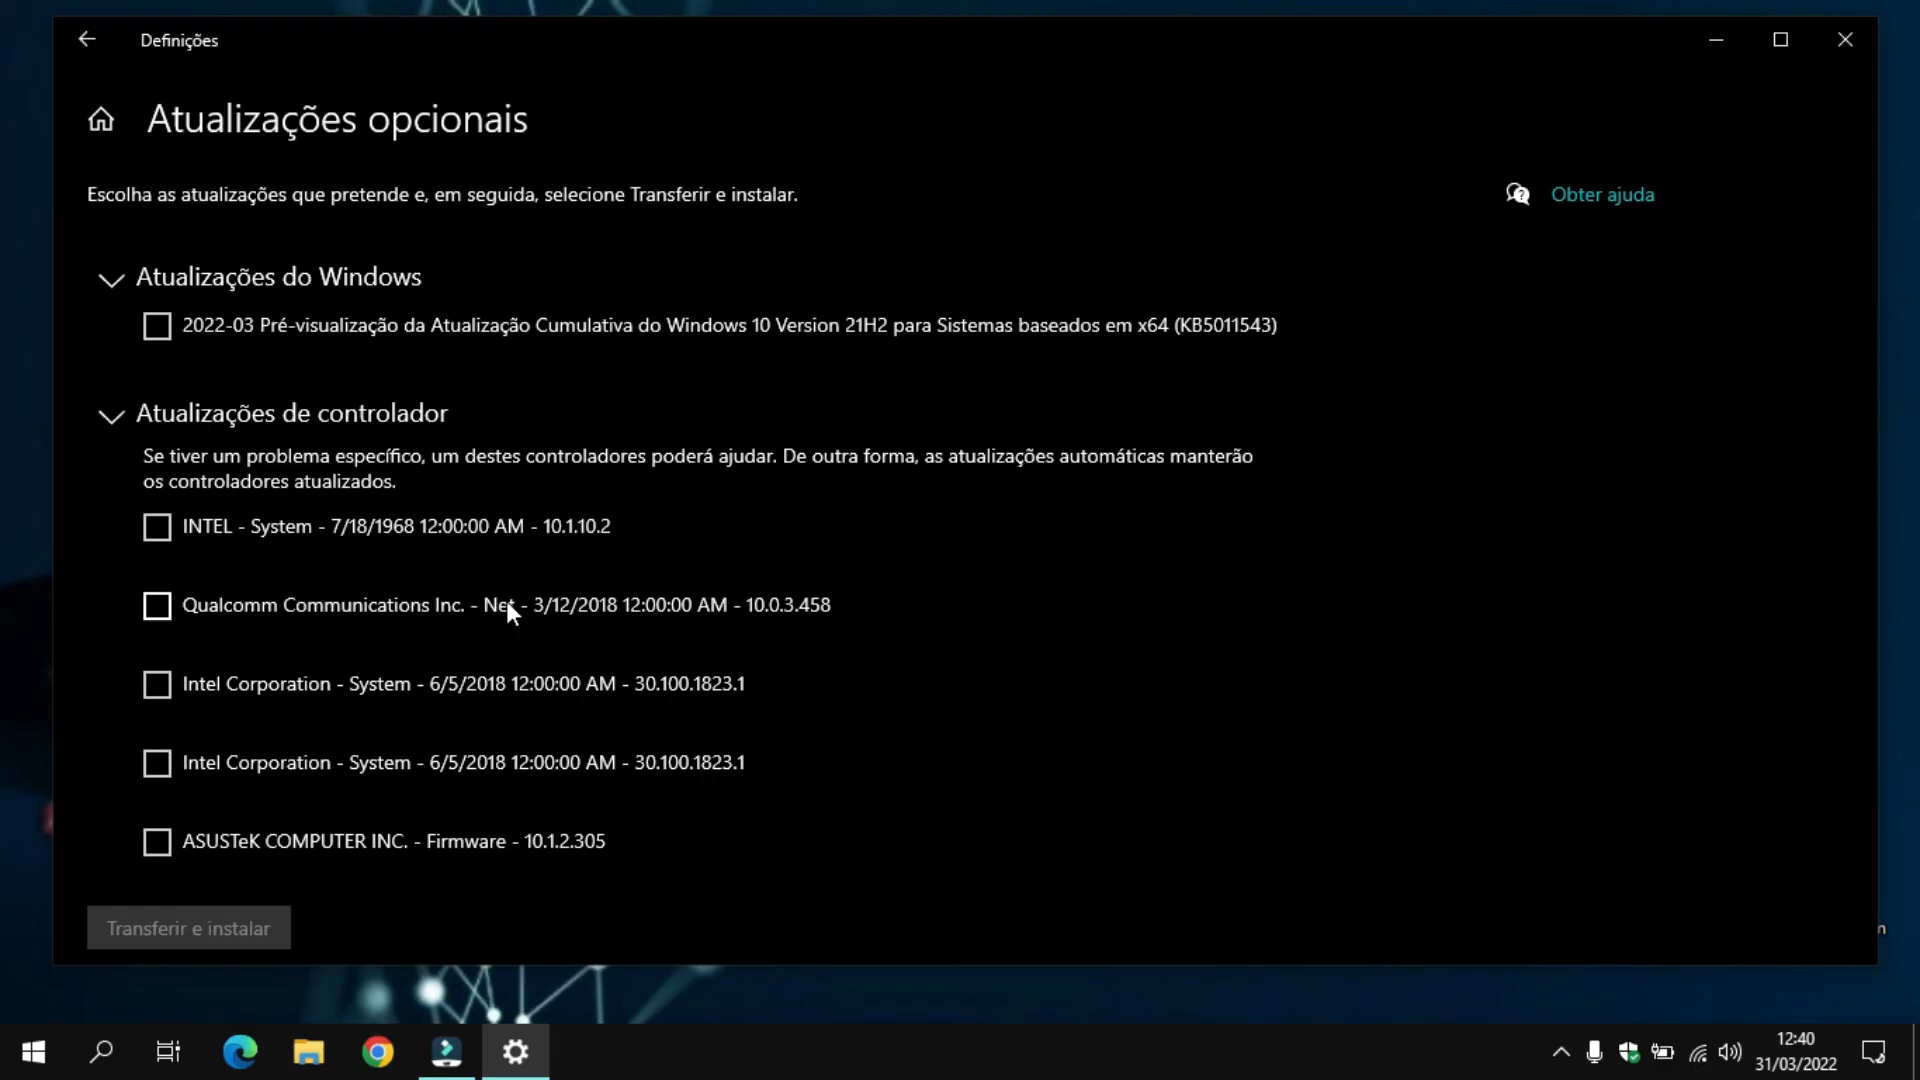 Definições
Atualizações opcionais
Escolha as atualizações que pretende e, em seguida, selecione Transferir e instalar.
Obter ajuda
Atualizações do Windows
2022-03 Pré-visualização da Atualização Cumulativa do Windows 10 Version 21H2 para Sistemas baseados em x64 (KB5011543)
Atualizações de controlador
Se tiver um problema específico, um destes controladores poderá ajudar. De outra forma, as atualizações automáticas manterão
os controladores atualizados.
INTEL - System - 7/18/1968 12:00:00 AM - 10.1.10.2
Qualcomm Communications Inc. - Net - 3/12/2018 12:00:00 AM - 10.0.3.458
Intel Corporation - System - 6/5/2018 12:00:00 AM - 30.100.1823.1
Intel Corporation - System - 6/5/2018 12:00:00 AM - 30.100.1823.1
ASUSTeK COMPUTER INC. - Firmware - 10.1.2.305
Transferir e instalar
12:40
31/03/2022